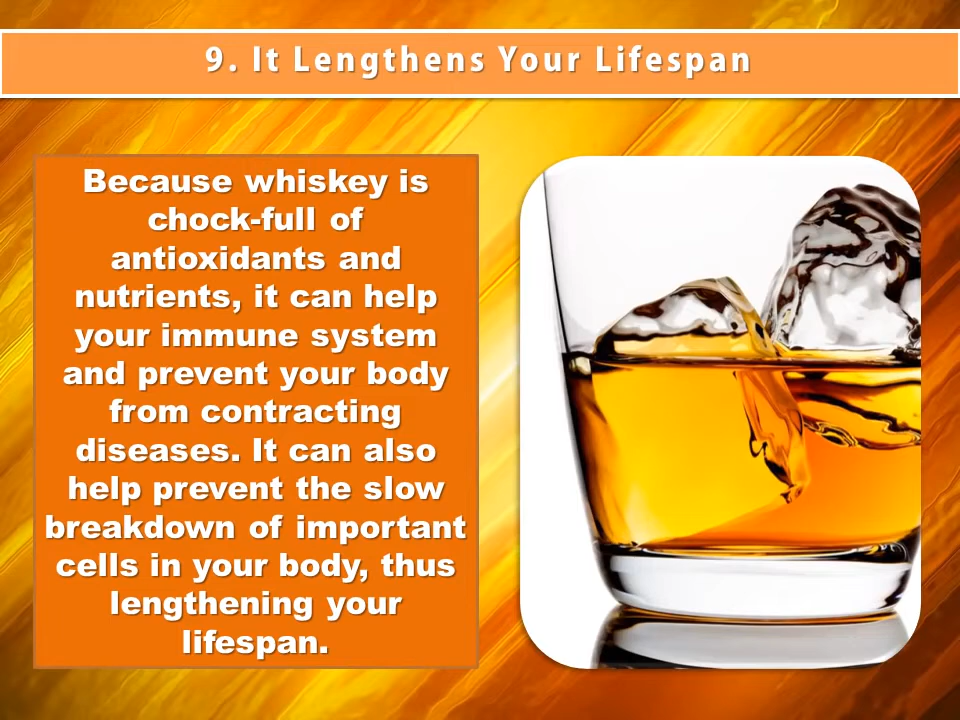 9. It Lengthens Your Lifespan
Because whiskey is
chock-full of
antioxidants and
nutrients, it can help
your immune system
and prevent your body
from contracting
diseases. It can also
help prevent the slow
breakdown of important
cells in your body, thus
lengthening your
lifespan.